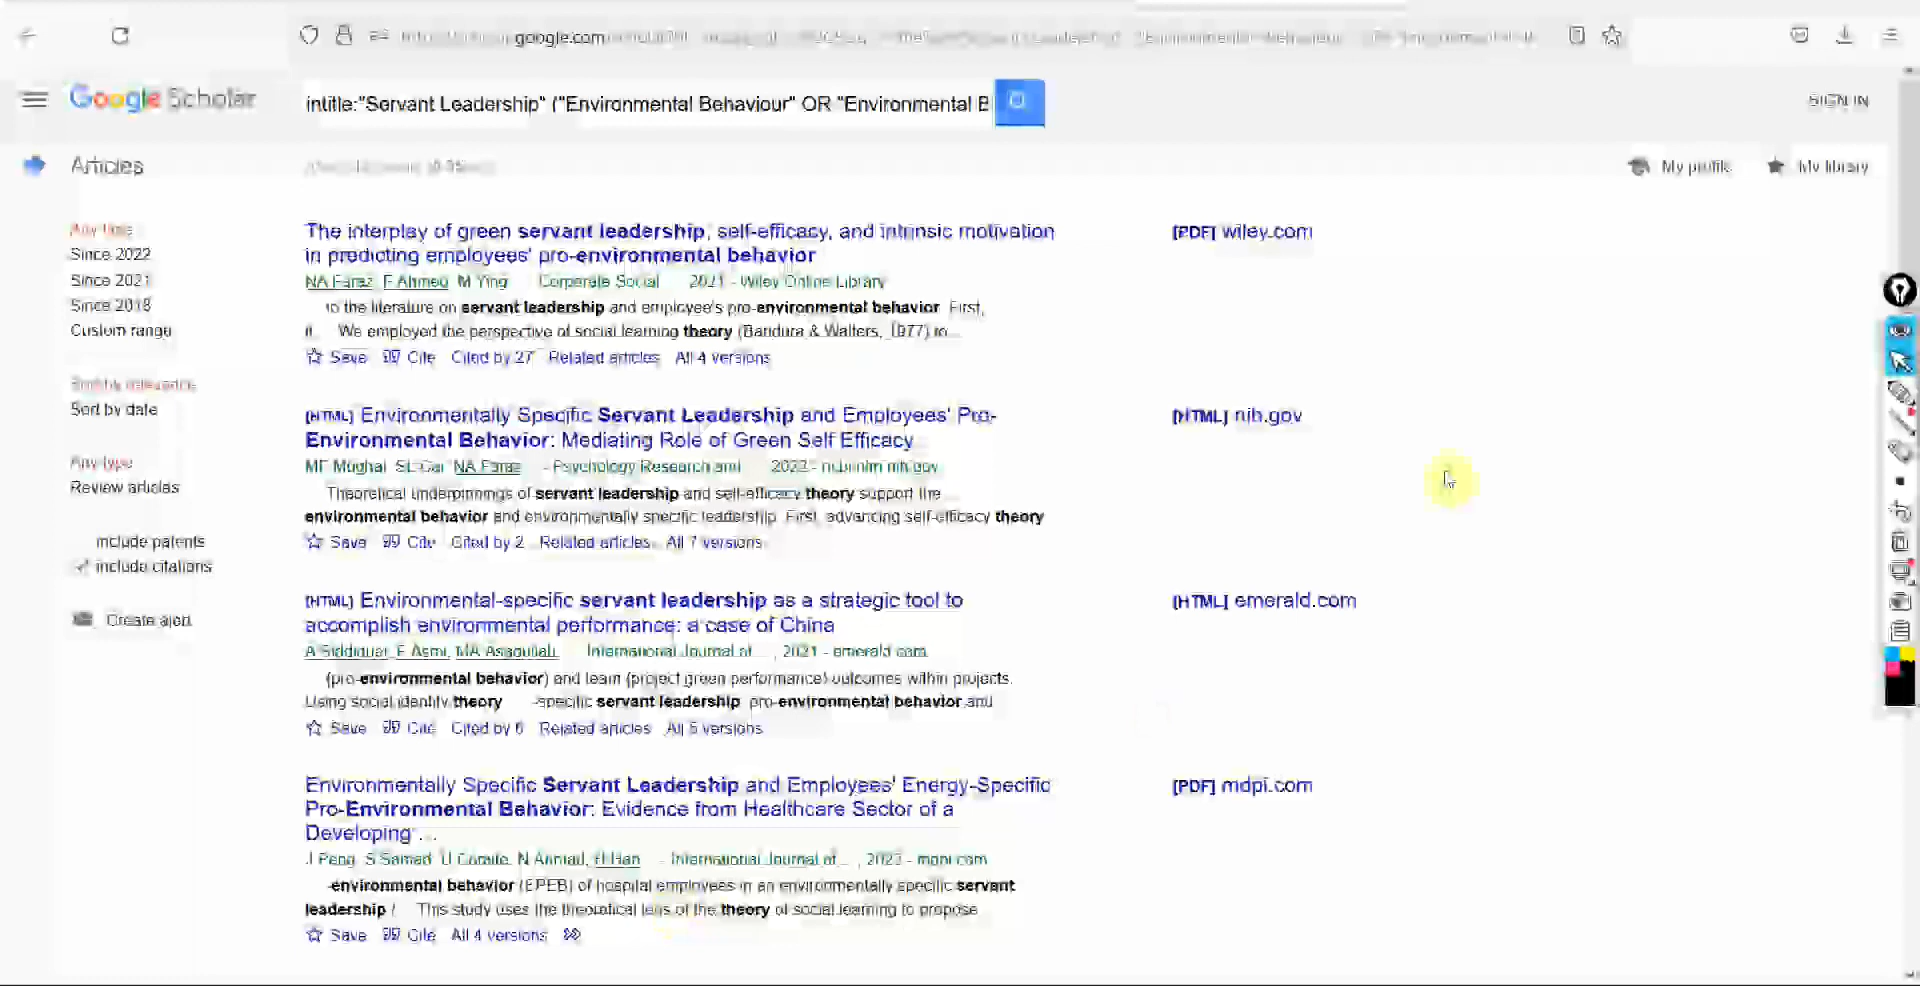 google.com
Google Scholar
intitle:"Servant Leadership" ("Environmental Behaviour" OR "Environmental B
SIGN IN
Articles
My profile
My library
Any time
Since 2022
Since 2021
Since 2018
Custom range
Sort by relevance
Sort by date
Any type
Review articles
include patents
include citations
Create alert
The interplay of green servant leadership, self-efficacy, and intrinsic motivation
in predicting employees' pro-environmental behavior
[PDF] wiley.com
NA Faraz, F Ahmed, M Ying Corporate Social 2021 - Wiley Online Library
to the literature on servant leadership and employee's pro-environmental behavior First,
We employed the perspective of social learning theory (Bandura & Walters, 1977) to
Save Cite Cited by 27 Related articles All 4 versions
[HTML] Environmentally Specific Servant Leadership and Employees' Pro-
Environmental Behavior: Mediating Role of Green Self Efficacy
[HTML] nih.gov
NA Faraz - Psychology Research and 2022 - ncbi.nlm.nih.gov
Theoretical underpinnings of servant leadership and self-efficacy theory support the
environmental behavior and environmentally specific leadership First, advancing self-efficacy theory
Save Cite Cited by 2 Related articles All 7 versions
[HTML] Environmental-specific servant leadership as a strategic tool to
accomplish environmental performance: a case of China
[HTML] emerald.com
International Journal of ..., 2021 - emerald.com
(pro-environmental behavior) and team (project green performance) outcomes within projects.
Using social identity theory -specific servant leadership pro-environmental behavior and
Save Cite Cited by 6 Related articles All 5 versions
Environmentally Specific Servant Leadership and Employees' Energy-Specific
Pro-Environmental Behavior: Evidence from Healthcare Sector of a
Developing ...
[PDF] mdpi.com
J Peng, S Samad, N Ahmad, H Han - International Journal of ..., 2022 - mdpi.com
-environmental behavior (EPEB) of hospital employees in an environmentally specific servant
leadership This study uses the theoretical lens of the theory of social learning to propose
Save Cite All 4 versions